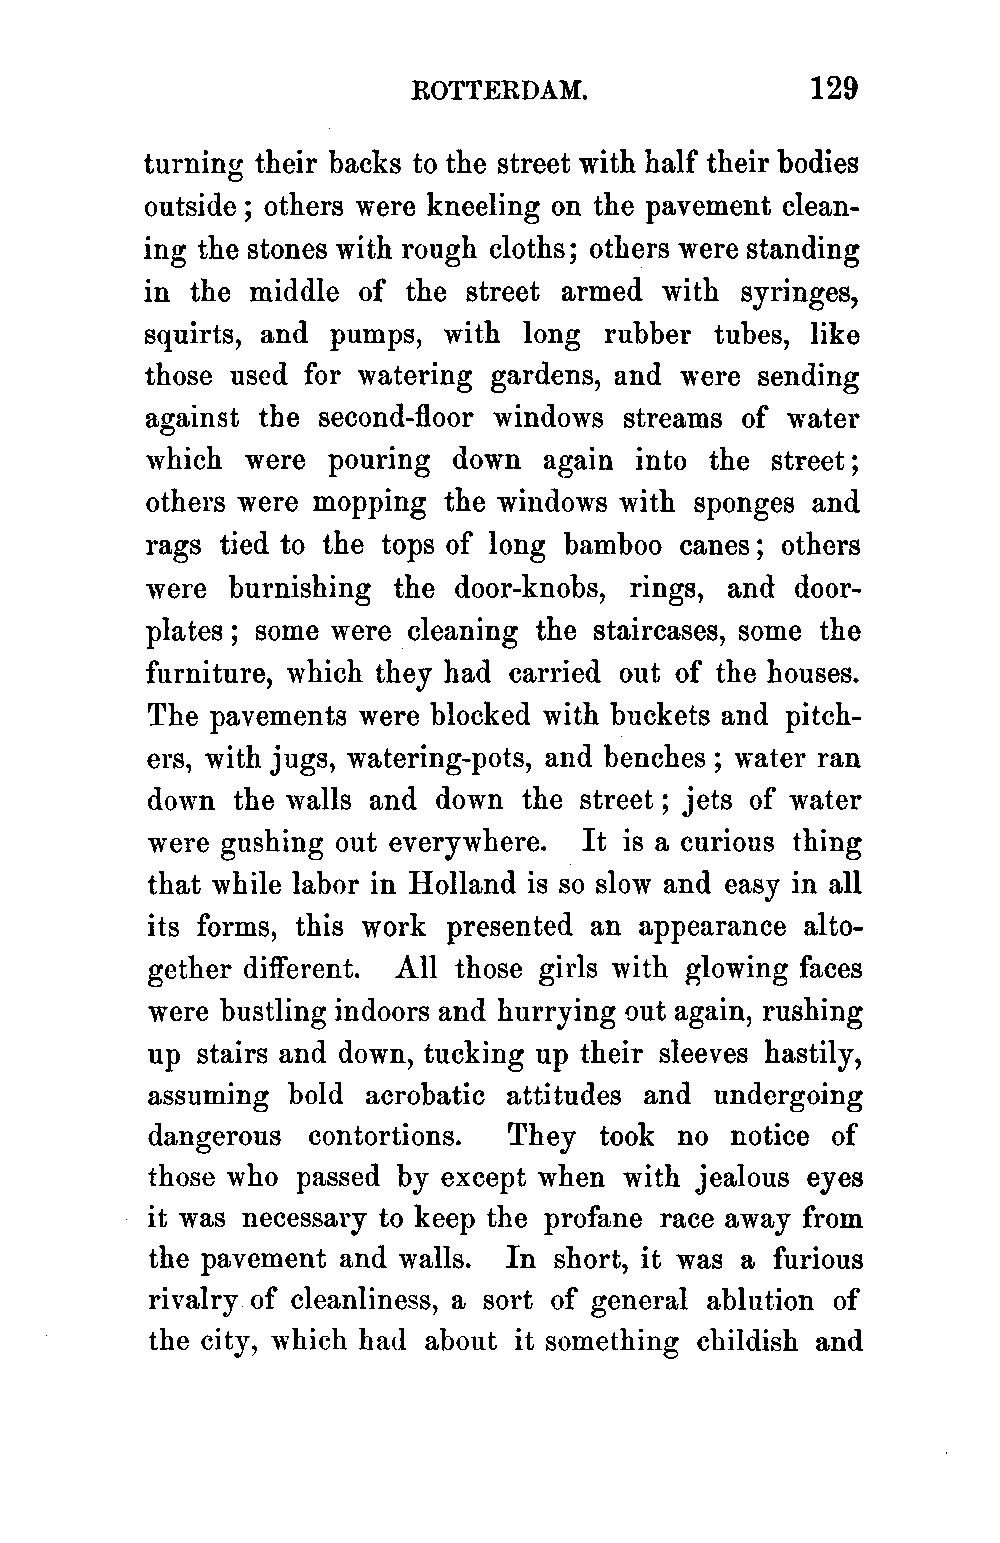 ROTTERDAM. 129
turning their backs to the street with half their bodies
outside; others were kneeling on the pavement clean-
ing the stones with rough cloths; others were standing
in the middle of the street armed with syringes,
squirts, and pumps, with long rubber tubes, like
those used for watering gardens, and were sending
against the second-floor windows streams of water
which were pouring down again into the street;
others were mopping the windows with sponges and
rags tied to the tops of long bamboo canes; others
were burnishing the door-knobs, rings, and door-
plates; some were cleaning the staircases, some the
furniture, which they had carried out of the houses.
The pavements were blocked with buckets and pitch-
ers, with jugs, watering-pots, and benches; water ran
down the walls and down the street; jets of water
were gushing out everywhere. It is a curious thing
that while labor in Holland is so slow and easy in all
its forms, this work presented an appearance alto-
gether different. All those girls with glowing faces
were bustling indoors and hurrying out again, rushing
up stairs and down, tucking up their sleeves hastily,
assuming bold acrobatic attitudes and undergoing
dangerous contortions. They took no notice of
those who passed by except when with jealous eyes
it was necessary to keep the profane race away from
the pavement and walls. In short, it was a furious
rivalry of cleanliness, a sort of general ablution of
the city, which had about it something childish and